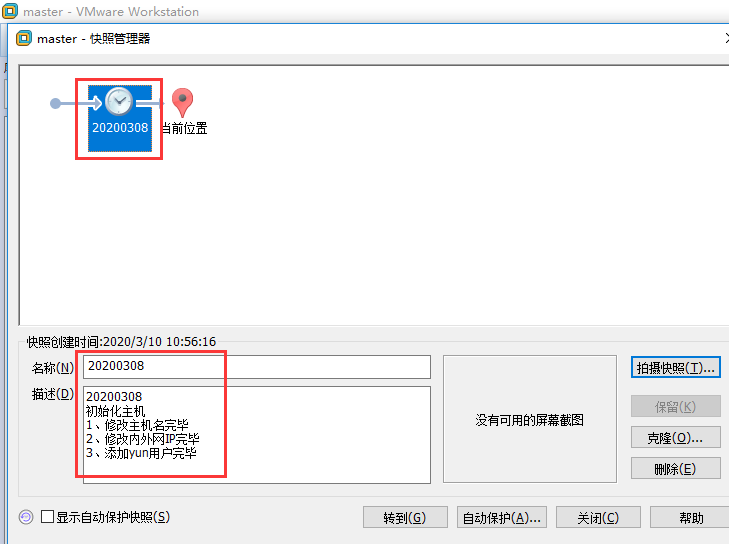 master - VMware Workstation
master - 快照管理器
20200308
当前位置
快照创建时间:2020/3/10 10:56:16
名称(N) 20200308
拍摄快照(T)...
描述(D)
20200308
初始化主机
1、修改主机名完毕
2、修改内外网IP完毕
3、添加yun用户完毕
没有可用的屏幕截图
保留(K)
克隆(O)...
删除(E)
显示自动保护快照(S)
转到(G)
自动保护(A)...
关闭(C)
帮助